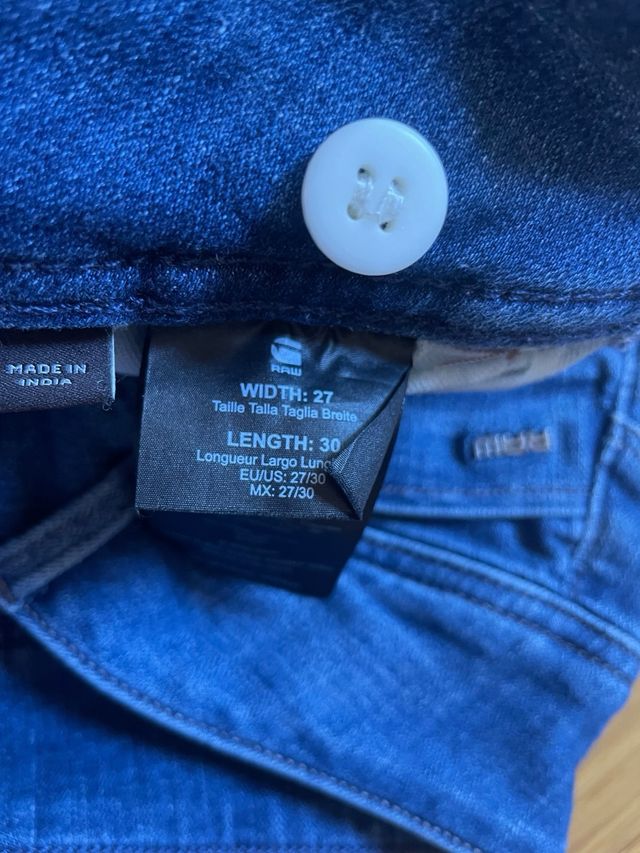 MADE IN
INDIA
RAW
WIDTH: 27
Taille Talla Taglia Breite
LENGTH: 30
Longueur Largo
EU/US: 27/30
MX: 27/30
RAW